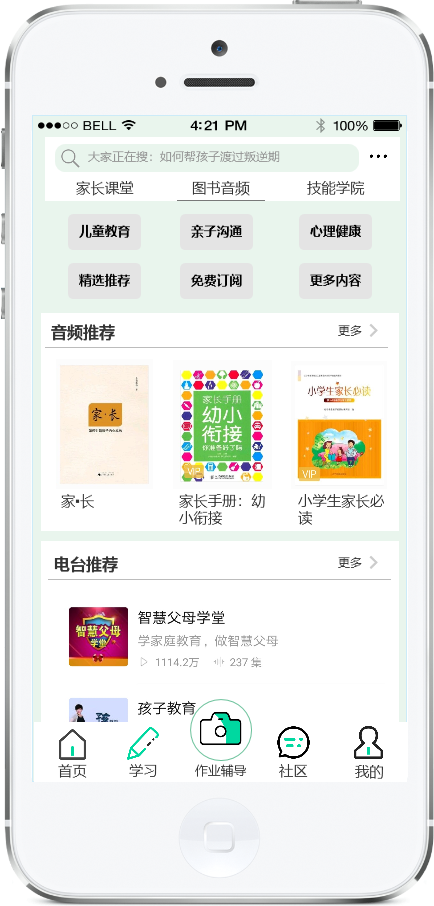 BELL 4:21 PM 100%
大家正在搜：如何帮孩子渡过叛逆期
家长课堂 图书音频 技能学院
儿童教育 亲子沟通 心理健康
精选推荐 免费订阅 更多内容
音频推荐 更多
家·长
家长手册
幼小
衔接
小学生家长必读
VIP
VIP
家•长
家长手册：幼
小衔接
小学生家长必
读
电台推荐 更多
智慧父母
学堂
智慧父母学堂
学家庭教育，做智慧父母
1114.2万 237 集
孩子教育
首页 学习 作业辅导 社区 我的